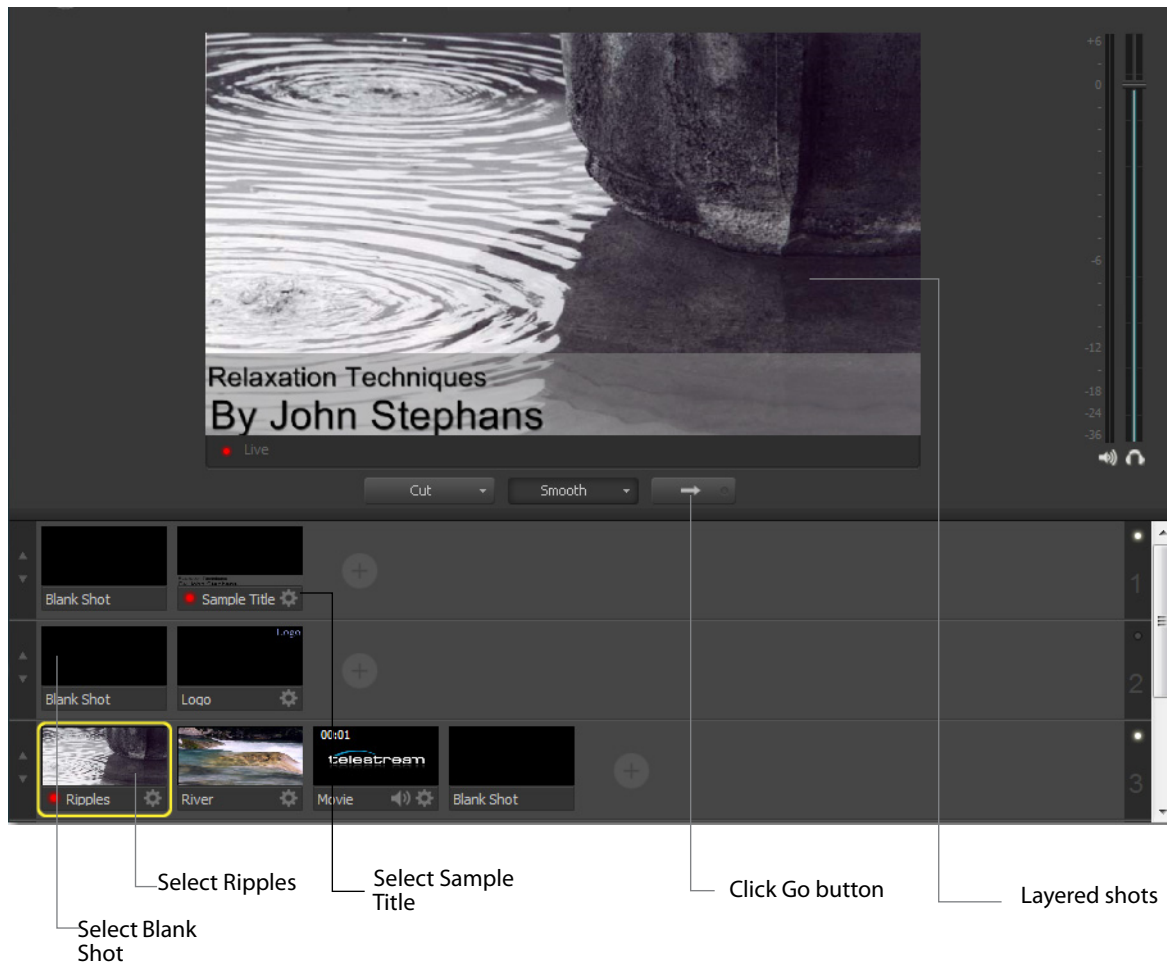 +6
0
-6
-12
-18
-24
-36
Relaxation Techniques
By John Stephans
Live
Cut
Smooth
Blank Shot
Sample Title
1
Logo
Blank Shot
Logo
2
00:01
telestream
Ripples
River
Movie
Blank Shot
3
Select Ripples
Select Sample
Title
Click Go button
Layered shots
Select Blank
Shot